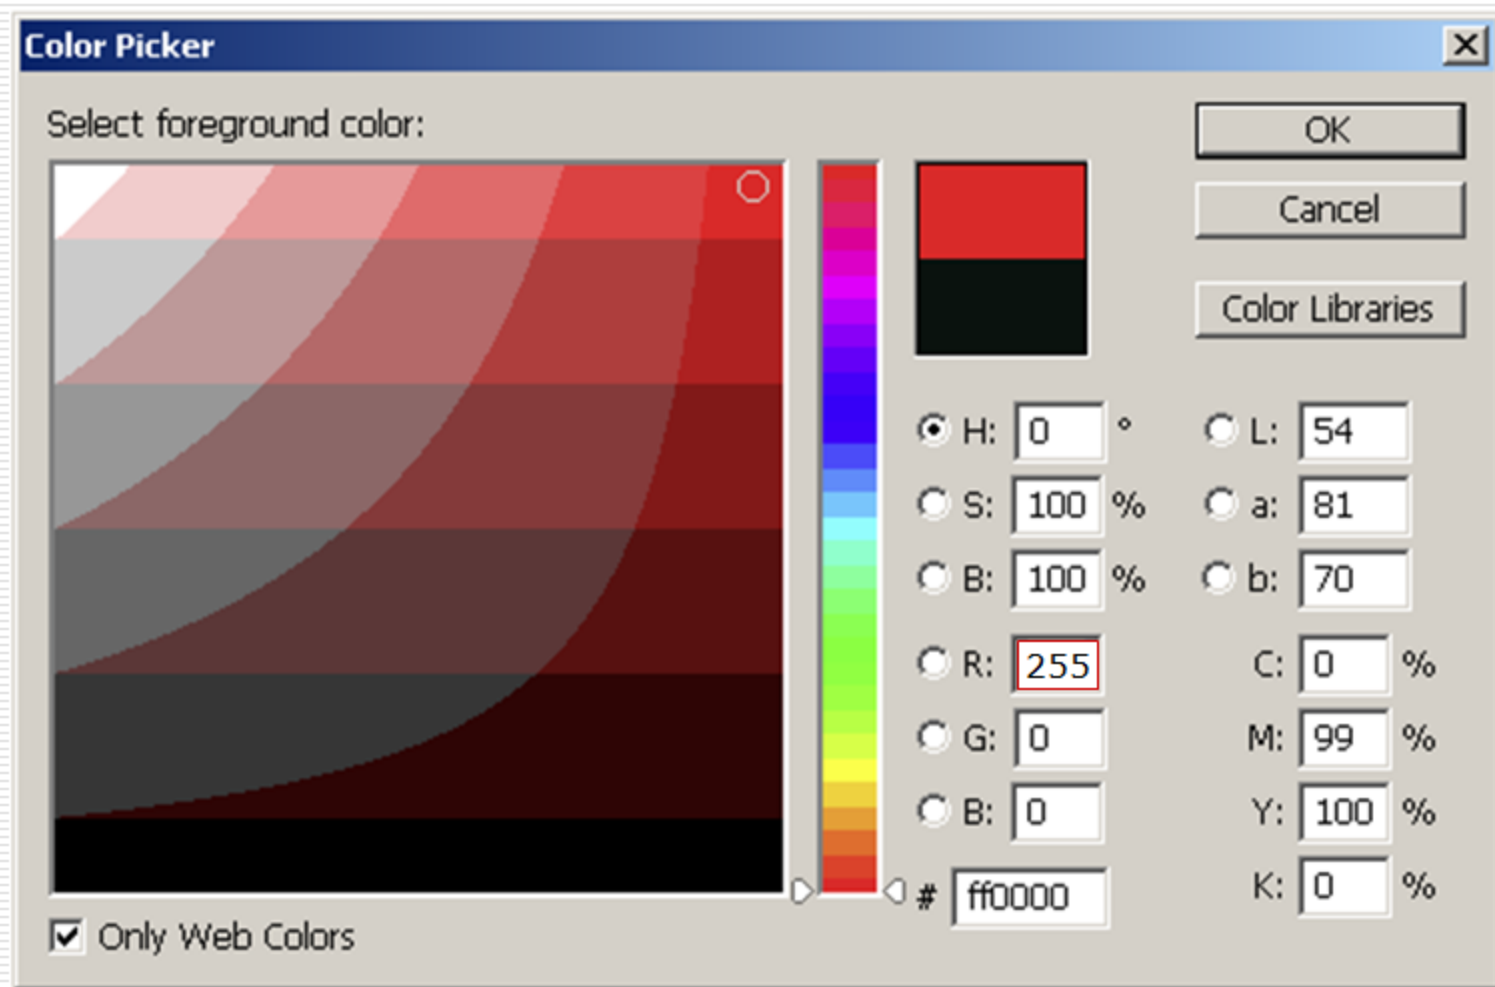 Color Picker
Select foreground color:
OK
Cancel
Color Libraries
H: 0 ° L: 54
S: 100 % a: 81
B: 100 % b: 70
R: 255 C: 0 %
G: 0 M: 99 %
B: 0 Y: 100 %
# ff0000 K: 0 %
Only Web Colors